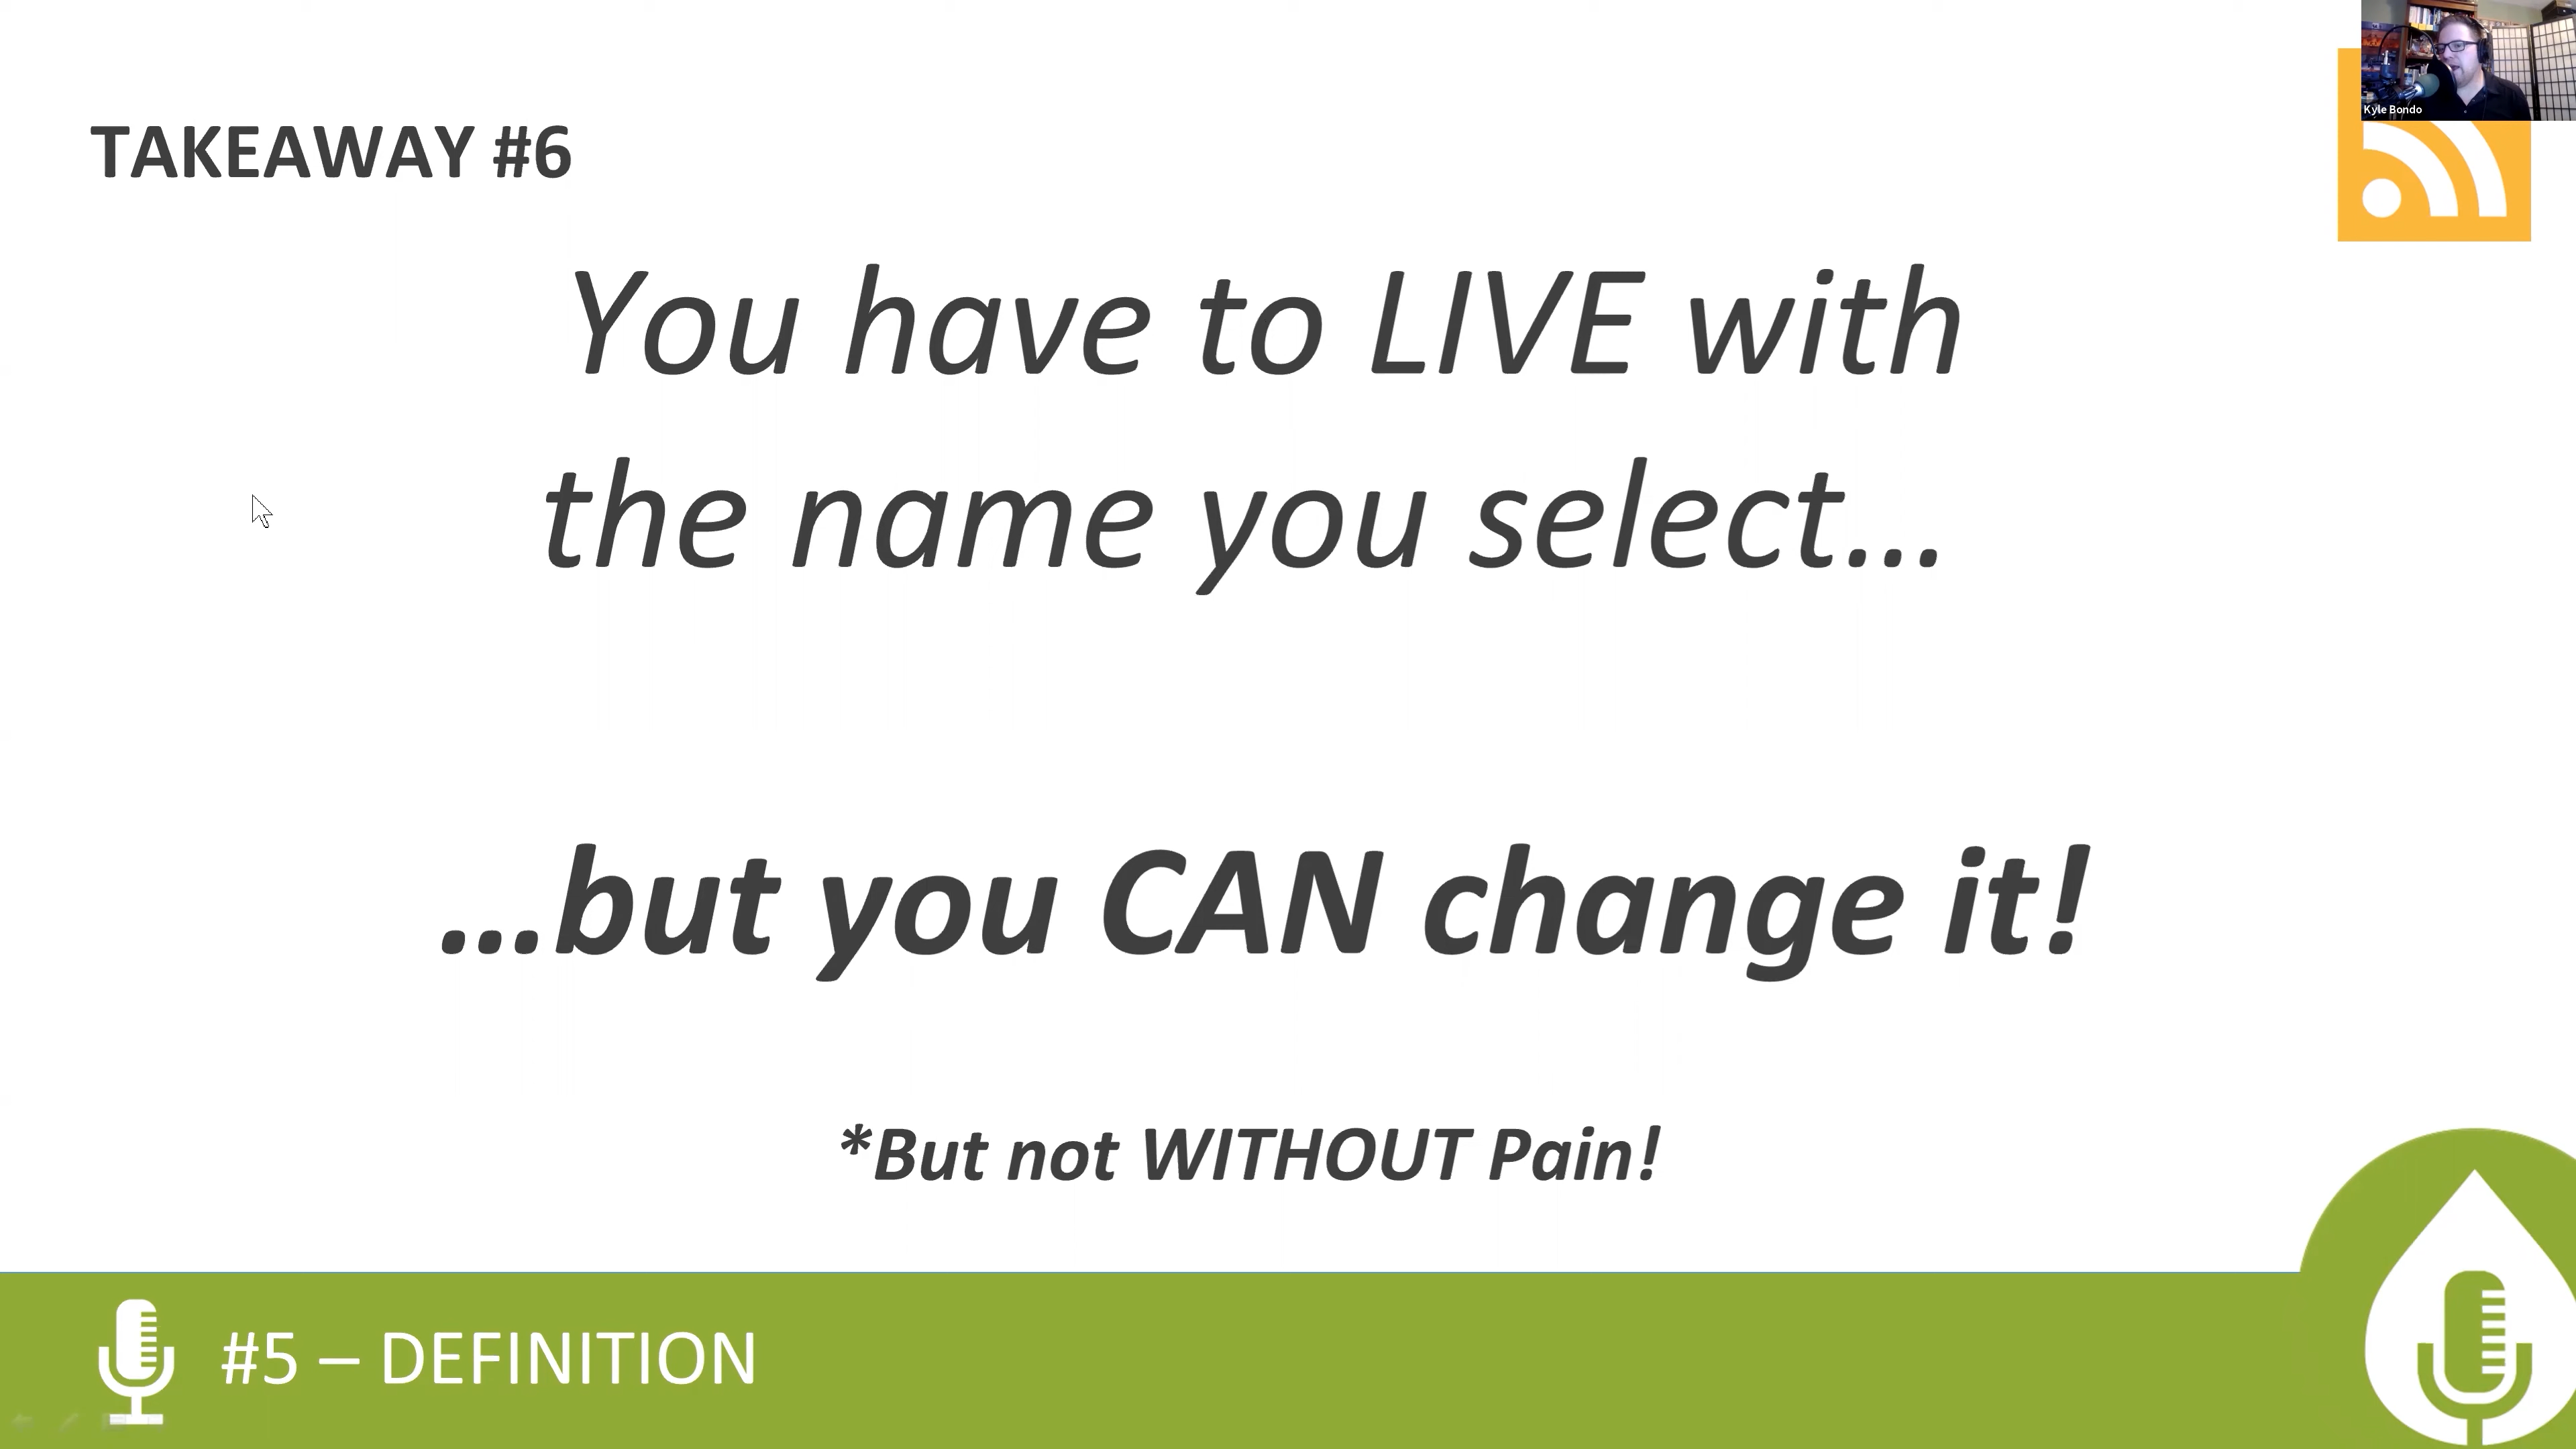 Kyle Bondo
TAKEAWAY #6
You have to LIVE with
the name you select...
...but you CAN change it!
*But not WITHOUT Pain!
#5 – DEFINITION